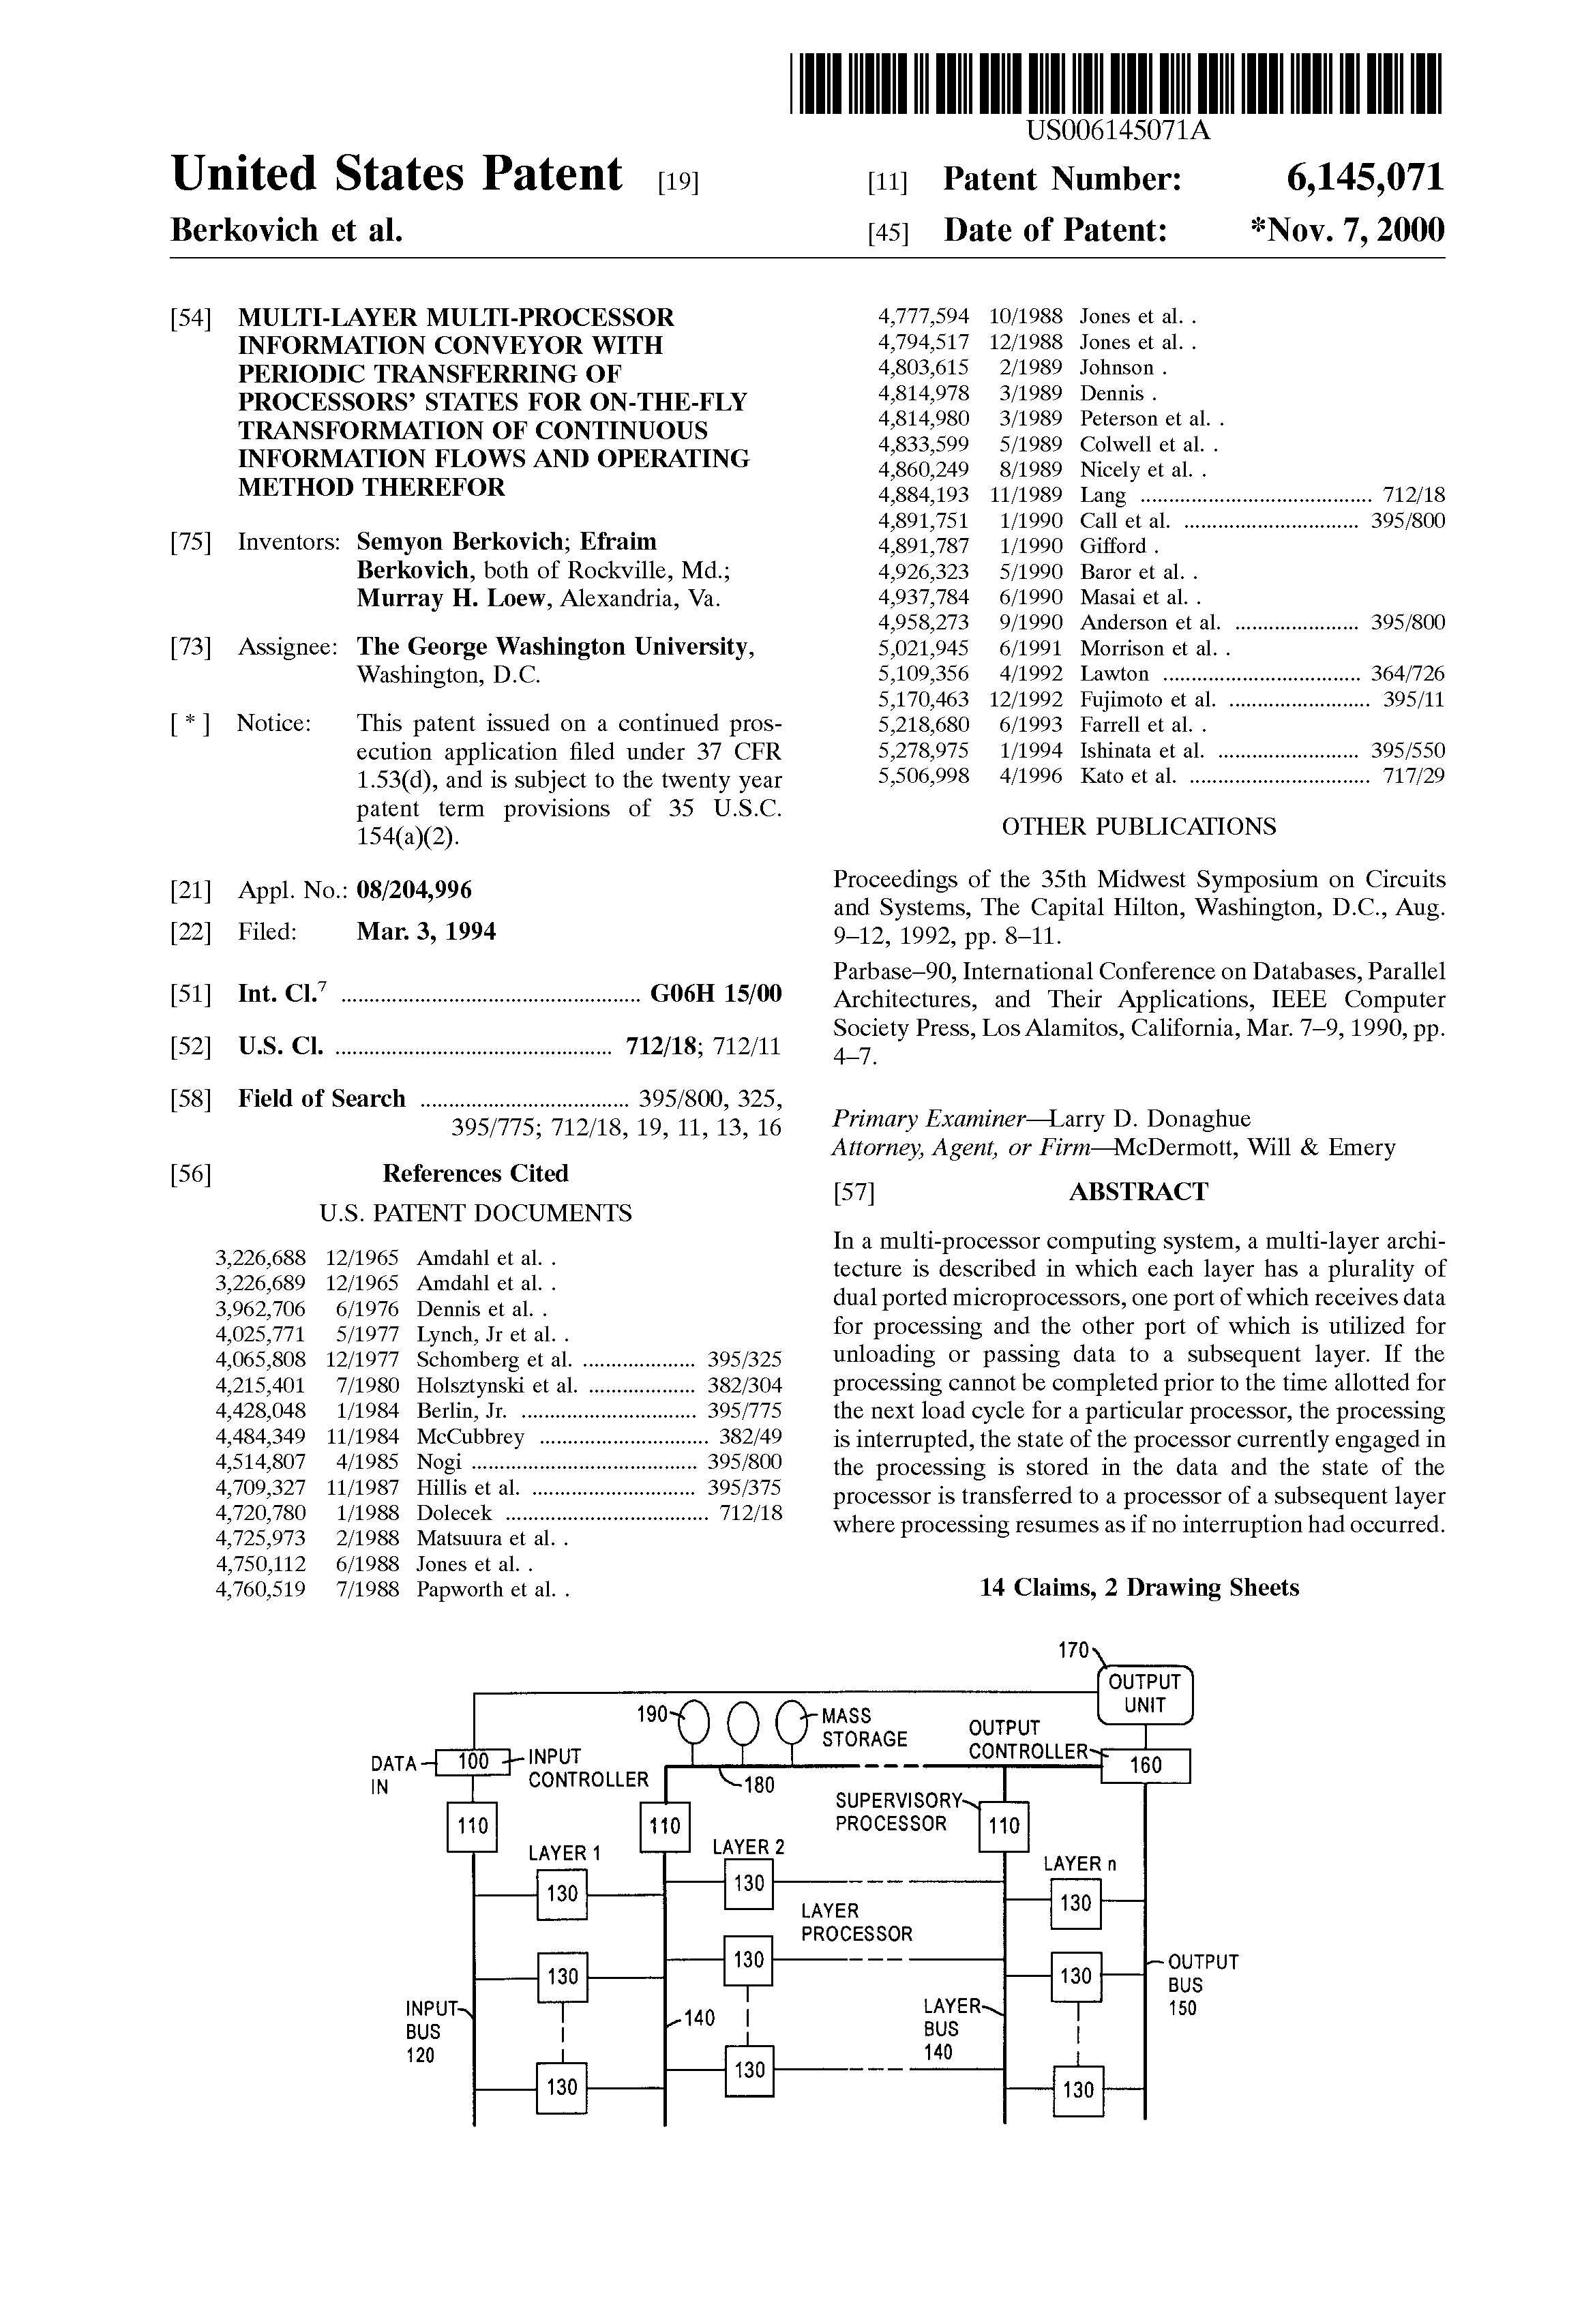 US006145071A
United States Patent [19]
Berkovich et al.
[11] Patent Number: 6,145,071
[45] Date of Patent: *Nov. 7, 2000
[54] MULTI-LAYER MULTI-PROCESSOR
INFORMATION CONVEYOR WITH
PERIODIC TRANSFERRING OF
PROCESSORS' STATES FOR ON-THE-FLY
TRANSFORMATION OF CONTINUOUS
INFORMATION FLOWS AND OPERATING
METHOD THEREFOR
[75] Inventors: Semyon Berkovich; Efraim
Berkovich, both of Rockville, Md.;
Murray H. Loew, Alexandria, Va.
[73] Assignee: The George Washington University,
Washington, D.C.
[ * ] Notice: This patent issued on a continued pros-
ecution application filed under 37 CFR
1.53(d), and is subject to the twenty year
patent term provisions of 35 U.S.C.
154(a)(2).
[21] Appl. No.: 08/204,996
[22] Filed: Mar. 3, 1994
[51] Int. Cl.7 ..................................................... G06H 15/00
[52] U.S. Cl. ................................................. 712/18; 712/11
[58] Field of Search ..................................... 395/800, 325,
395/775; 712/18, 19, 11, 13, 16
[56] References Cited
U.S. PATENT DOCUMENTS
3,226,688 12/1965 Amdahl et al. .
3,226,689 12/1965 Amdahl et al. .
3,962,706 6/1976 Dennis et al. .
4,025,771 5/1977 Lynch, Jr et al. .
4,065,808 12/1977 Schomberg et al. .................... 395/325
4,215,401 7/1980 Holsztynski et al. ................... 382/304
4,428,048 1/1984 Berlin, Jr. ............................... 395/775
4,484,349 11/1984 McCubbrey .............................. 382/49
4,514,807 4/1985 Nogi ........................................ 395/800
4,709,327 11/1987 Hillis et al. ............................. 395/375
4,720,780 1/1988 Dolecek .................................... 712/18
4,725,973 2/1988 Matsuura et al. .
4,750,112 6/1988 Jones et al. .
4,760,519 7/1988 Papworth et al. .
4,777,594 10/1988 Jones et al. .
4,794,517 12/1988 Jones et al. .
4,803,615 2/1989 Johnson .
4,814,978 3/1989 Dennis .
4,814,980 3/1989 Peterson et al. .
4,833,599 5/1989 Colwell et al. .
4,860,249 8/1989 Nicely et al. .
4,884,193 11/1989 Lang ......................................... 712/18
4,891,751 1/1990 Call et al. ............................... 395/800
4,891,787 1/1990 Gifford .
4,926,323 5/1990 Baror et al. .
4,937,784 6/1990 Masai et al. .
4,958,273 9/1990 Anderson et al. ...................... 395/800
5,021,945 6/1991 Morrison et al. .
5,109,356 4/1992 Lawton ................................... 364/726
5,170,463 12/1992 Fujimoto et al. ......................... 395/11
5,218,680 6/1993 Farrell et al. .
5,278,975 1/1994 Ishinata et al. ......................... 395/550
5,506,998 4/1996 Kato et al. ................................ 717/29
OTHER PUBLICATIONS
Proceedings of the 35th Midwest Symposium on Circuits
and Systems, The Capital Hilton, Washington, D.C., Aug.
9–12, 1992, pp. 8–11.
Parbase–90, International Conference on Databases, Parallel
Architectures, and Their Applications, IEEE Computer
Society Press, Los Alamitos, California, Mar. 7–9, 1990, pp.
4–7.
Primary Examiner—Larry D. Donaghue
Attorney, Agent, or Firm—McDermott, Will & Emery
[57] ABSTRACT
In a multi-processor computing system, a multi-layer archi-
tecture is described in which each layer has a plurality of
dual ported microprocessors, one port of which receives data
for processing and the other port of which is utilized for
unloading or passing data to a subsequent layer. If the
processing cannot be completed prior to the time allotted for
the next load cycle for a particular processor, the processing
is interrupted, the state of the processor currently engaged in
the processing is stored in the data and the state of the
processor is transferred to a processor of a subsequent layer
where processing resumes as if no interruption had occurred.
14 Claims, 2 Drawing Sheets
170
OUTPUT
UNIT
190
MASS
STORAGE
OUTPUT
CONTROLLER
160
DATA
IN
100
INPUT
CONTROLLER
180
SUPERVISORY
PROCESSOR
110
110
110
LAYER 1
LAYER 2
LAYER n
130
130
130
LAYER
PROCESSOR
130
130
130
OUTPUT
BUS
150
INPUT
BUS
120
140
LAYER
BUS
140
130
130
130